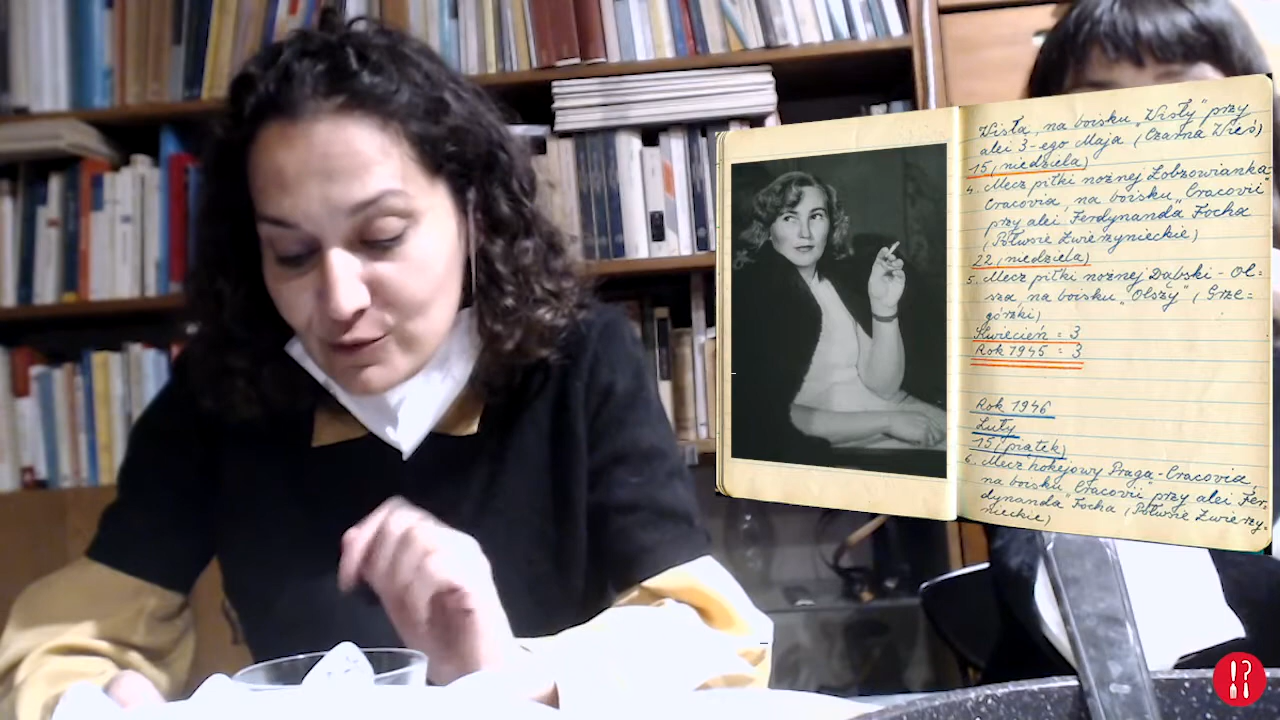 Wisła, na boisku „Wisły” przy
alei 3-ego Maja (Czarna Wieś)
15 (niedziela)
4. Mecz piłki nożnej Łobzowianka-
Cracovia, na boisku „Cracovii”
przy alei Ferdynanda Focha
(Półwsie Zwierzynieckie)
22 (niedziela)
5. Mecz piłki nożnej Dąbski - Ol=
sza, na boisku „Olszy” (Grze=
górzki)
Kwiecień = 3
Rok 1945 = 3
Rok 1946
Luty
15 (piątek)
6. Mecz hokejowy Praga-Cracovia,
na boisku „Cracovii” przy alei Fer-
dynanda Focha (Półwsie Zwierzy-
nieckie)